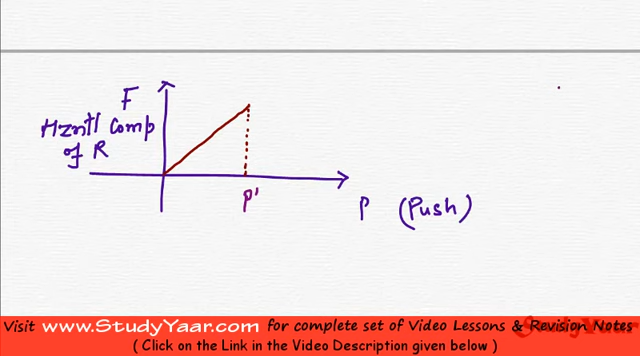 F
Hzntl Comp
of R
P'
P (Push)
Visit www.StudyYaar.com for complete set of Video Lessons & Revision Notes
( Click on the Link in the Video Description given below )
StudyYaar